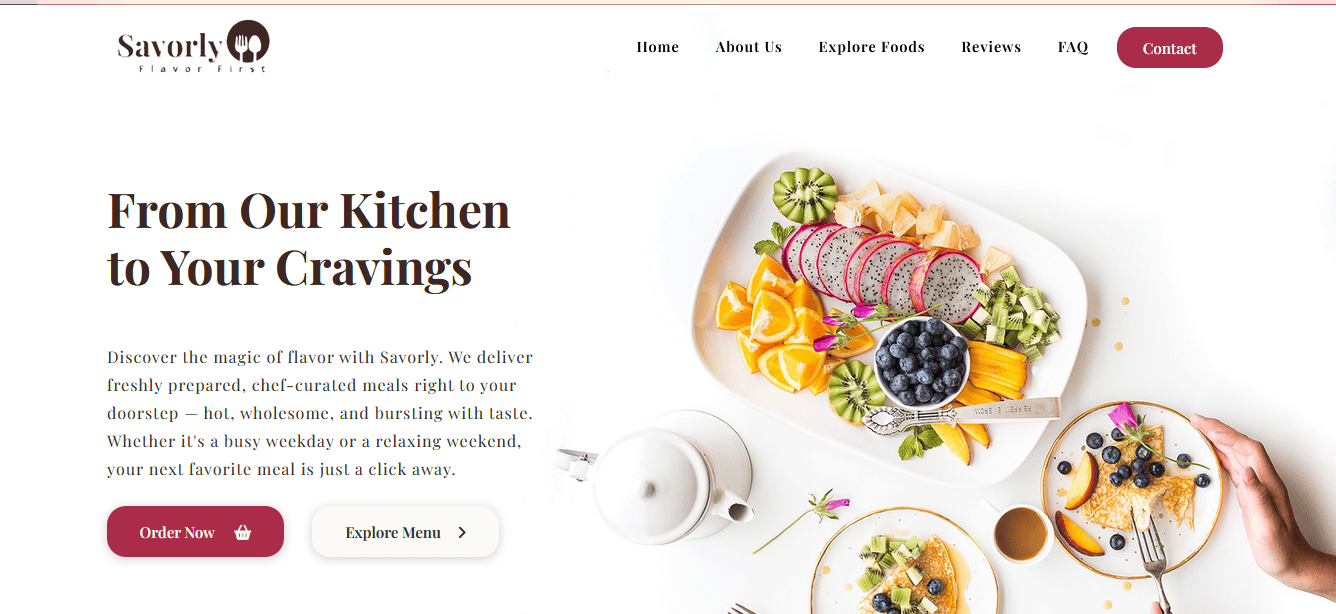 Savorly
Flavor First
Home About Us Explore Foods Reviews FAQ Contact
From Our Kitchen
to Your Cravings
Discover the magic of flavor with Savorly. We deliver
freshly prepared, chef-curated meals right to your
doorstep — hot, wholesome, and bursting with taste.
Whether it's a busy weekday or a relaxing weekend,
your next favorite meal is just a click away.
Order Now Explore Menu